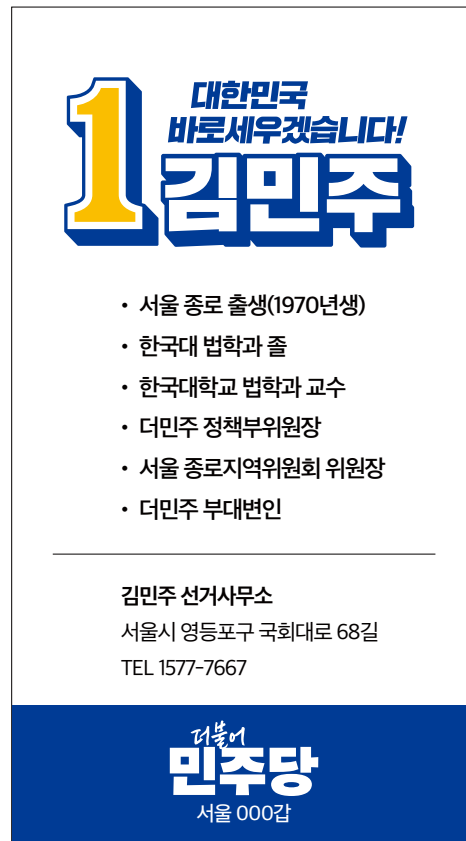 대한민국
바로세우겠습니다!
1 김민주
• 서울 종로 출생(1970년생)
• 한국대 법학과 졸
• 한국대학교 법학과 교수
• 더민주 정책부위원장
• 서울 종로지역위원회 위원장
• 더민주 부대변인
김민주 선거사무소
서울시 영등포구 국회대로 68길
TEL 1577-7667
더불어
민주당
서울 000갑